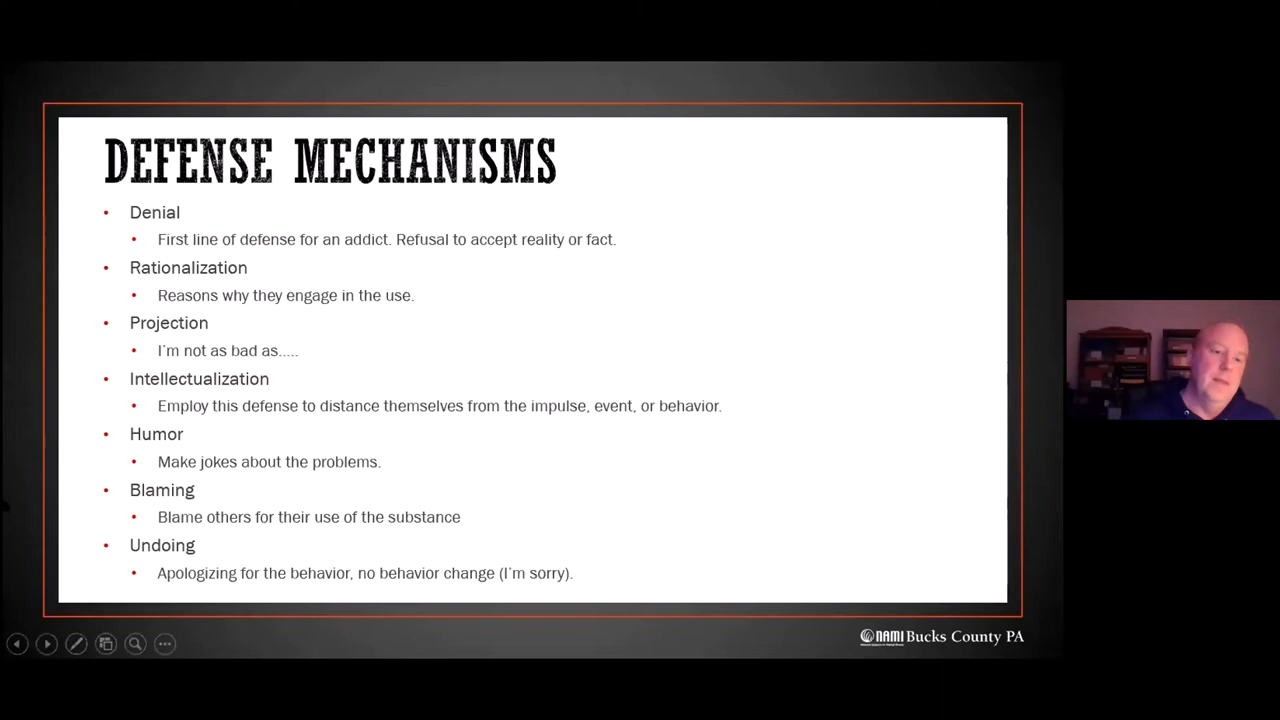 DEFENSE MECHANISMS
• Denial
• First line of defense for an addict. Refusal to accept reality or fact.
• Rationalization
• Reasons why they engage in the use.
• Projection
• I'm not as bad as.....
• Intellectualization
• Employ this defense to distance themselves from the impulse, event, or behavior.
• Humor
• Make jokes about the problems.
• Blaming
• Blame others for their use of the substance
• Undoing
• Apologizing for the behavior, no behavior change (I'm sorry).
NAMI Bucks County PA